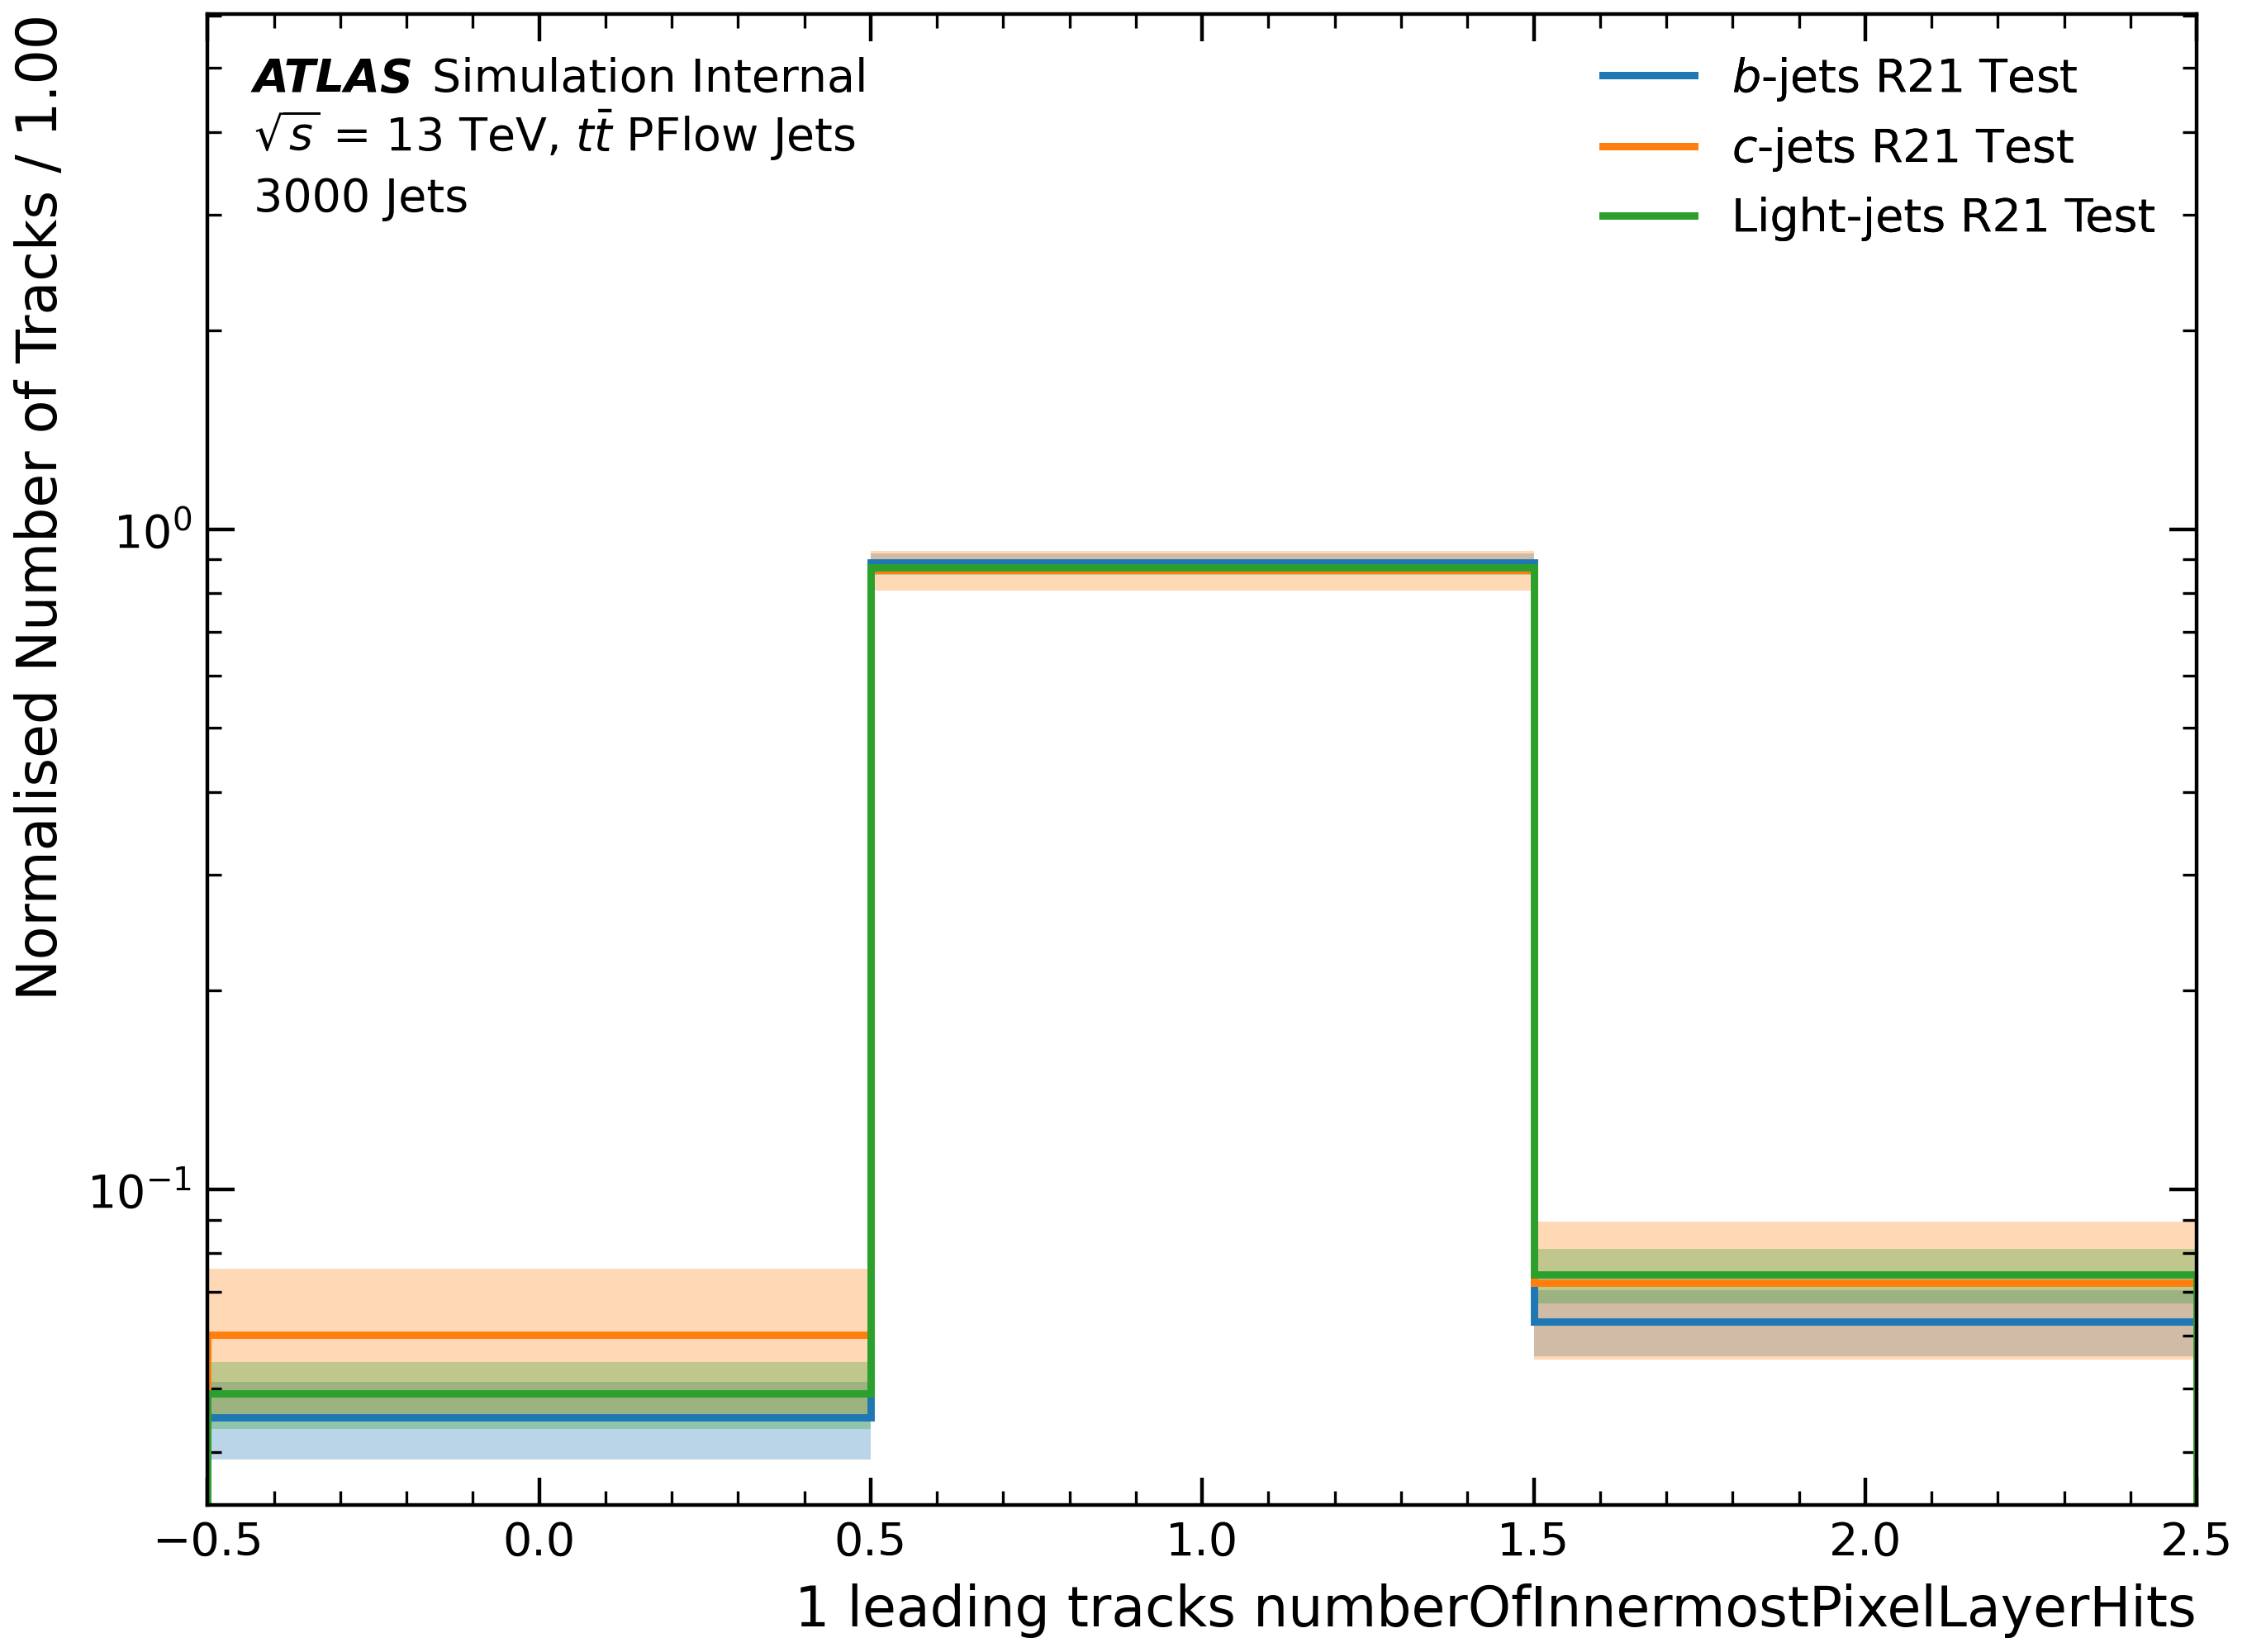 ATLAS Simulation Internal
√s = 13 TeV, tt̄ PFlow Jets
3000 Jets
b-jets R21 Test
c-jets R21 Test
Light-jets R21 Test
Normalised Number of Tracks / 1.00
10⁰
10⁻¹
−0.5 0.0 0.5 1.0 1.5 2.0 2.5
1 leading tracks numberOfInnermostPixelLayerHits